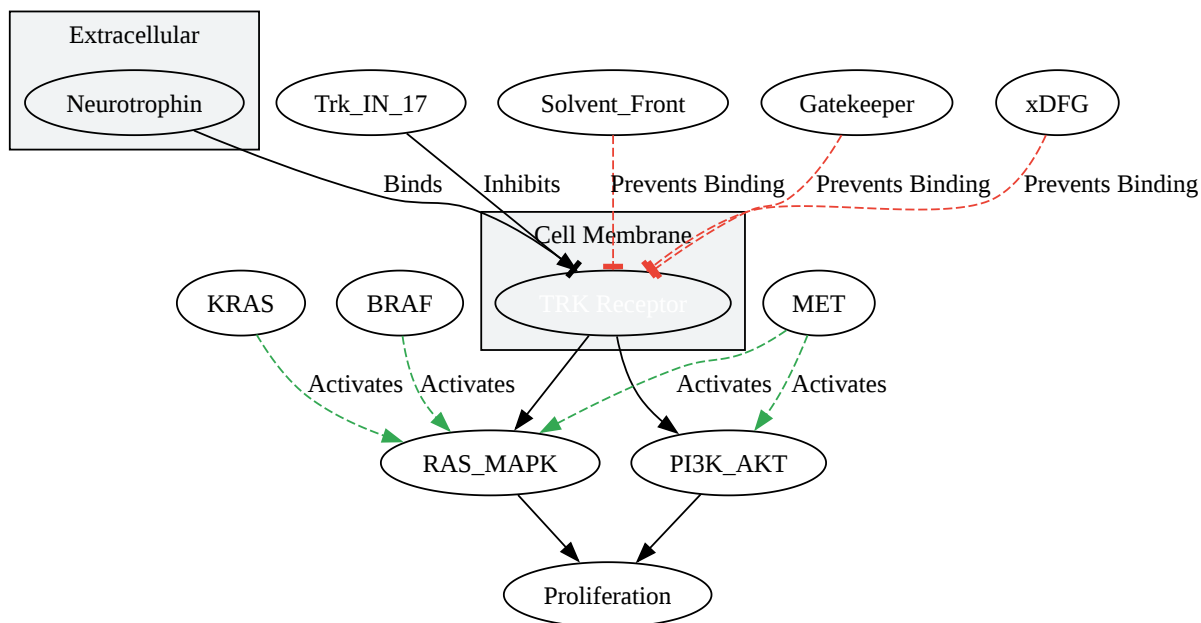 Extracellular
Neurotrophin
Trk_IN_17
Solvent_Front
Gatekeeper
xDFG
Binds
Inhibits
Prevents Binding
Prevents Binding
Prevents Binding
Cell Membrane
KRAS
BRAF
TRK Receptor
MET
Activates
Activates
Activates
Activates
RAS_MAPK
PI3K_AKT
Proliferation